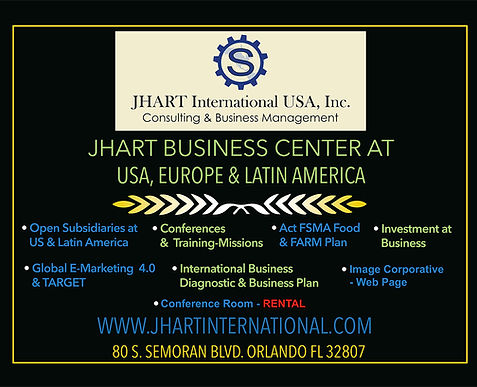 S
JHART International USA, Inc.
Consulting & Business Management
JHART BUSINESS CENTER AT
USA, EUROPE & LATIN AMERICA
• Open Subsidiaries at
US & Latin America
• Conferences
& Training-Missions
• Act FSMA Food
& FARM Plan
• Investment at
Business
• Global E-Marketing 4.0
& TARGET
• International Business
Diagnostic & Business Plan
• Image Corporative
- Web Page
• Conference Room - RENTAL
WWW.JHARTINTERNATIONAL.COM
80 S. SEMORAN BLVD. ORLANDO FL 32807